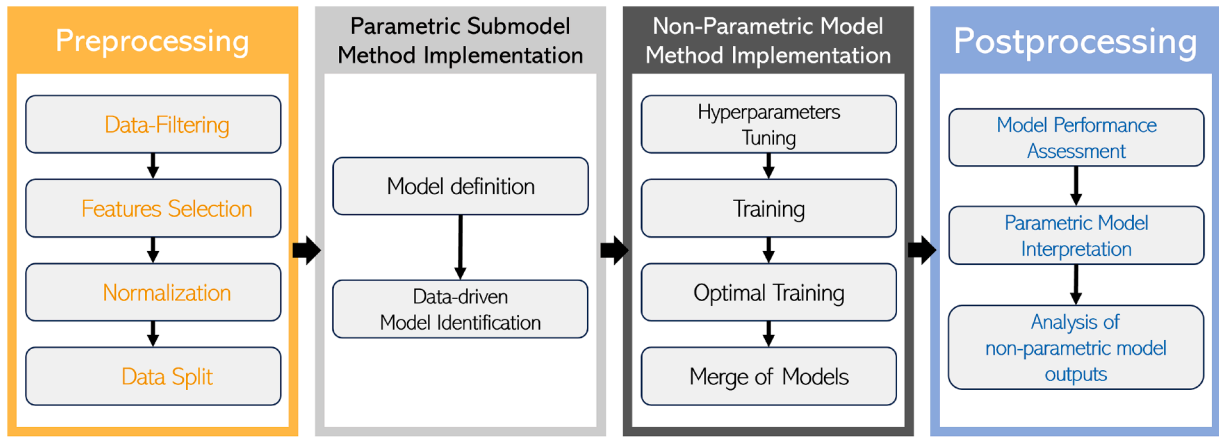 Preprocessing
Data-Filtering
Features Selection
Normalization
Data Split
Parametric Submodel
Method Implementation
Model definition
Data-driven
Model Identification
Non-Parametric Model
Method Implementation
Hyperparameters
Tuning
Training
Optimal Training
Merge of Models
Postprocessing
Model Performance
Assessment
Parametric Model
Interpretation
Analysis of
non-parametric model
outputs